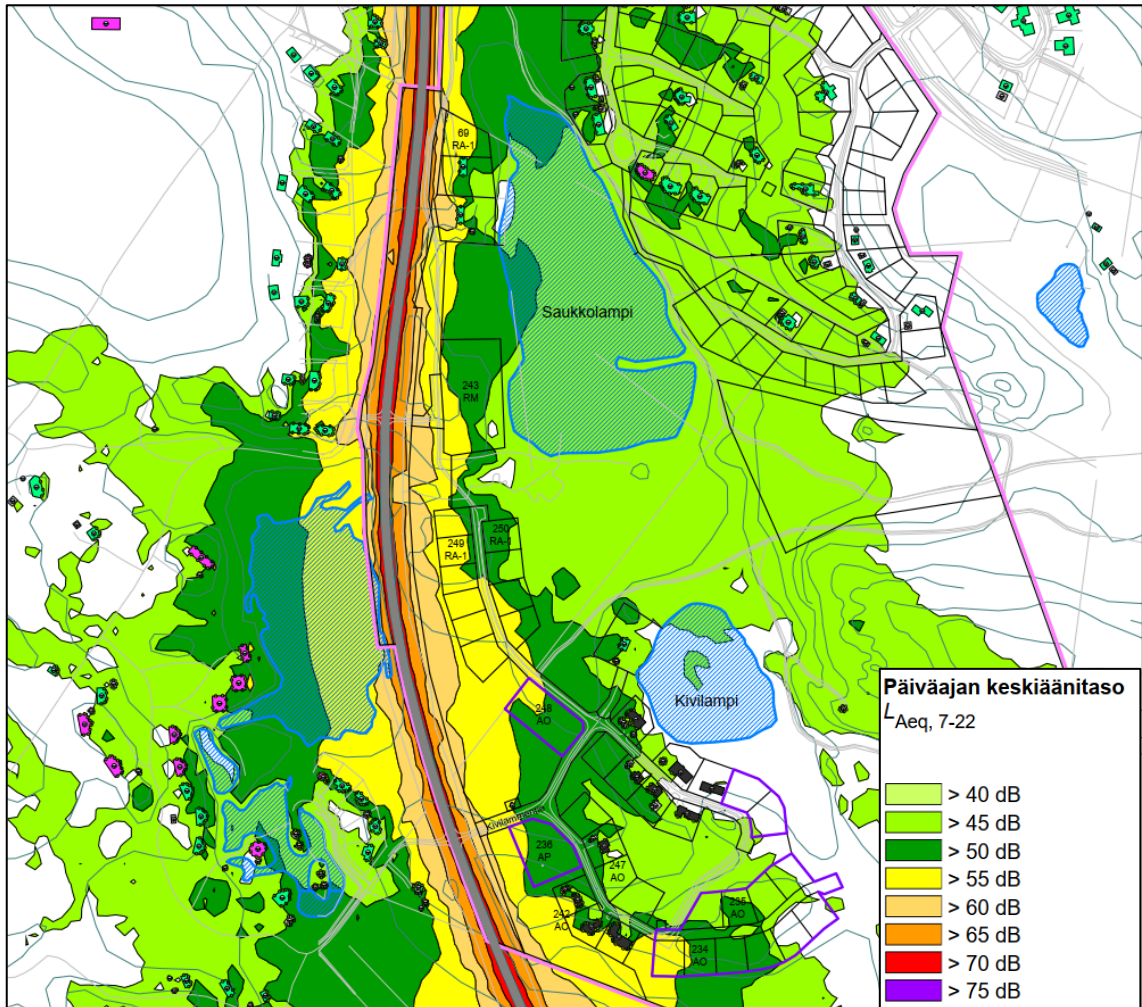 69
RA-1
Saukkolampi
243
RM
249
RA-1
250
RA-1
Kivilampi
248
AO
236
AP
247
AO
242
AO
235
AO
234
AO
Päiväajan keskiäänitaso
LAeq, 7-22
> 40 dB
> 45 dB
> 50 dB
> 55 dB
> 60 dB
> 65 dB
> 70 dB
> 75 dB